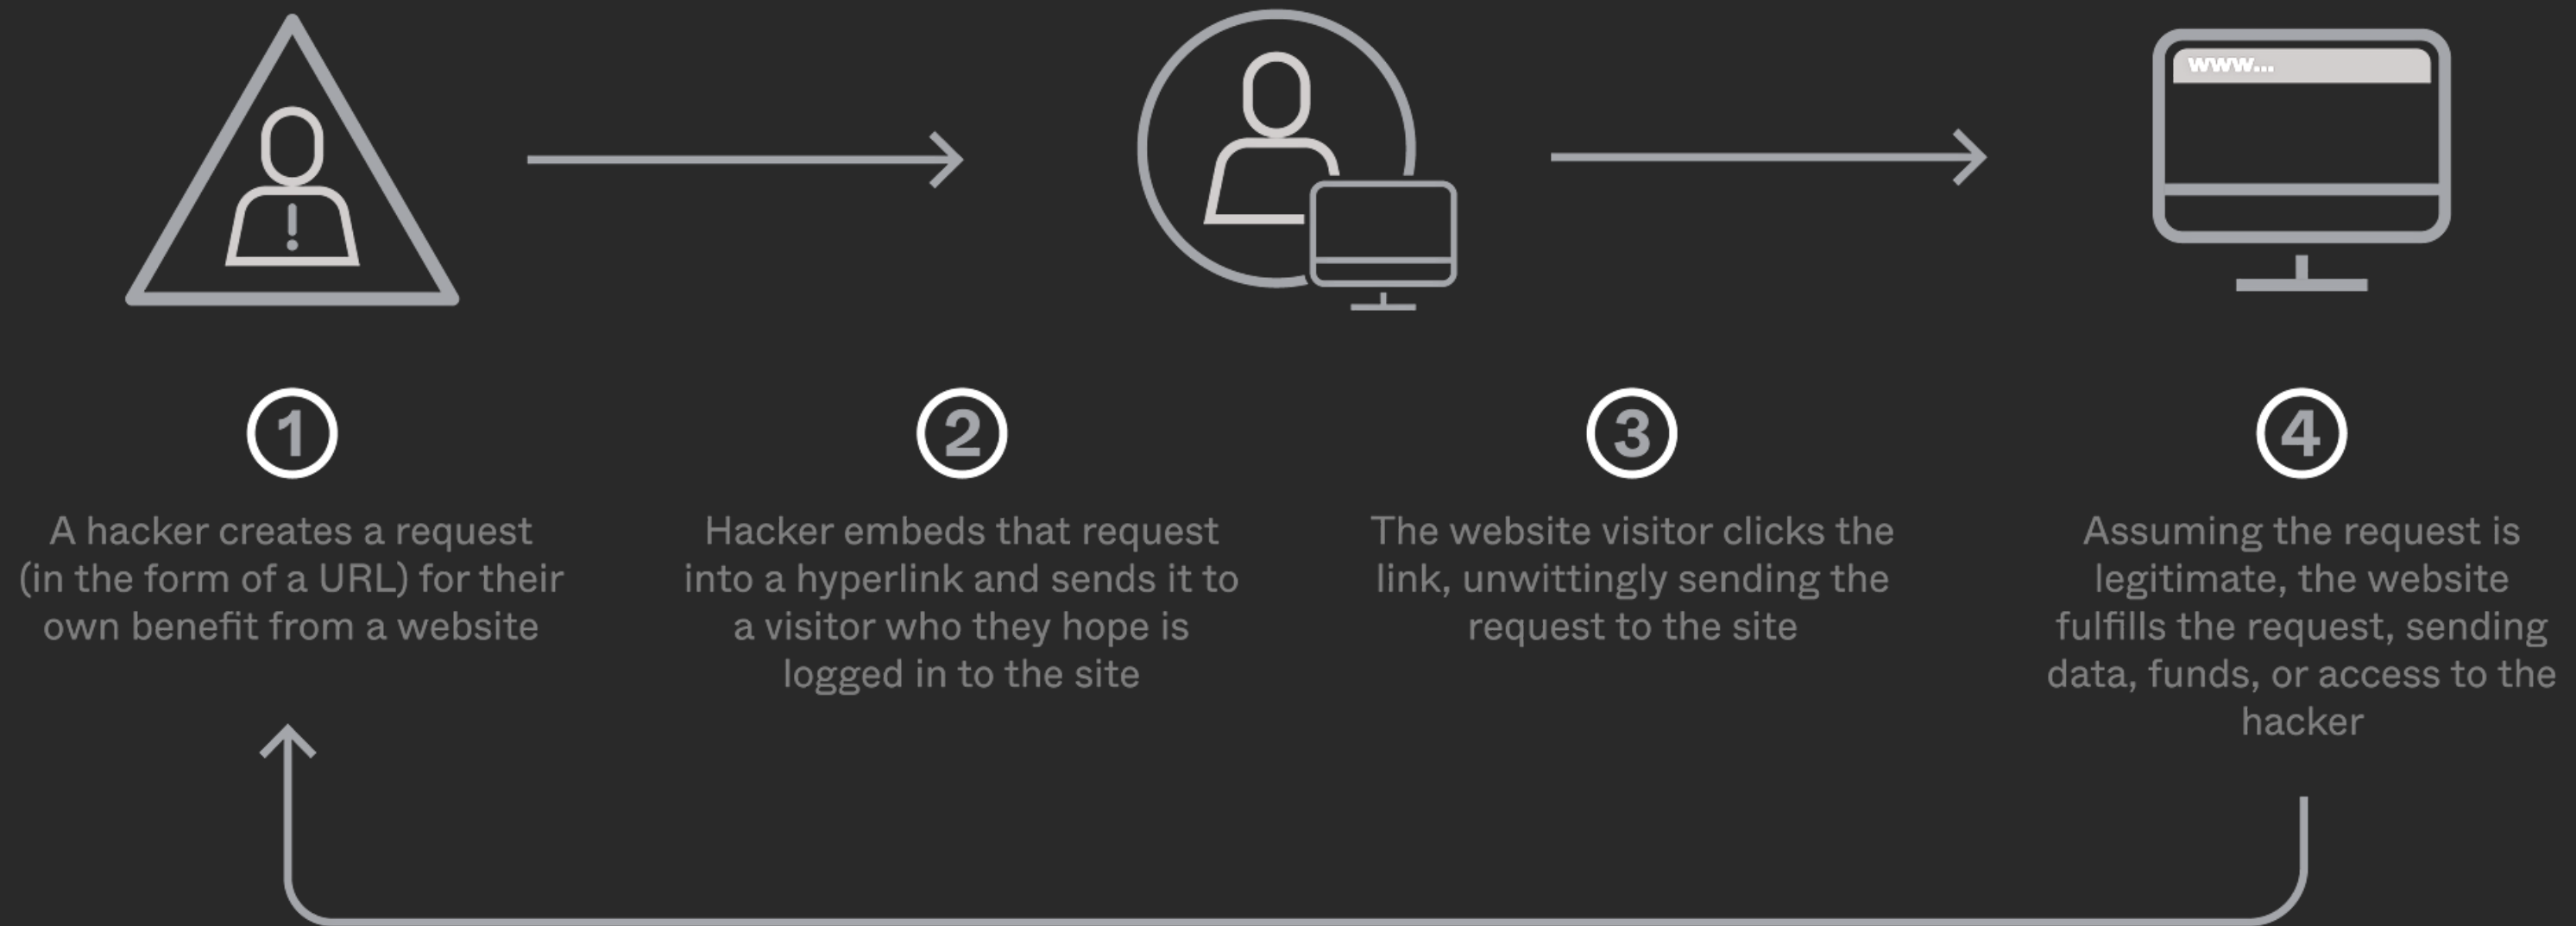 www...
!
1
A hacker creates a request
(in the form of a URL) for their
own benefit from a website
2
Hacker embeds that request
into a hyperlink and sends it to
a visitor who they hope is
logged in to the site
3
The website visitor clicks the
link, unwittingly sending the
request to the site
4
Assuming the request is
legitimate, the website
fulfills the request, sending
data, funds, or access to the
hacker